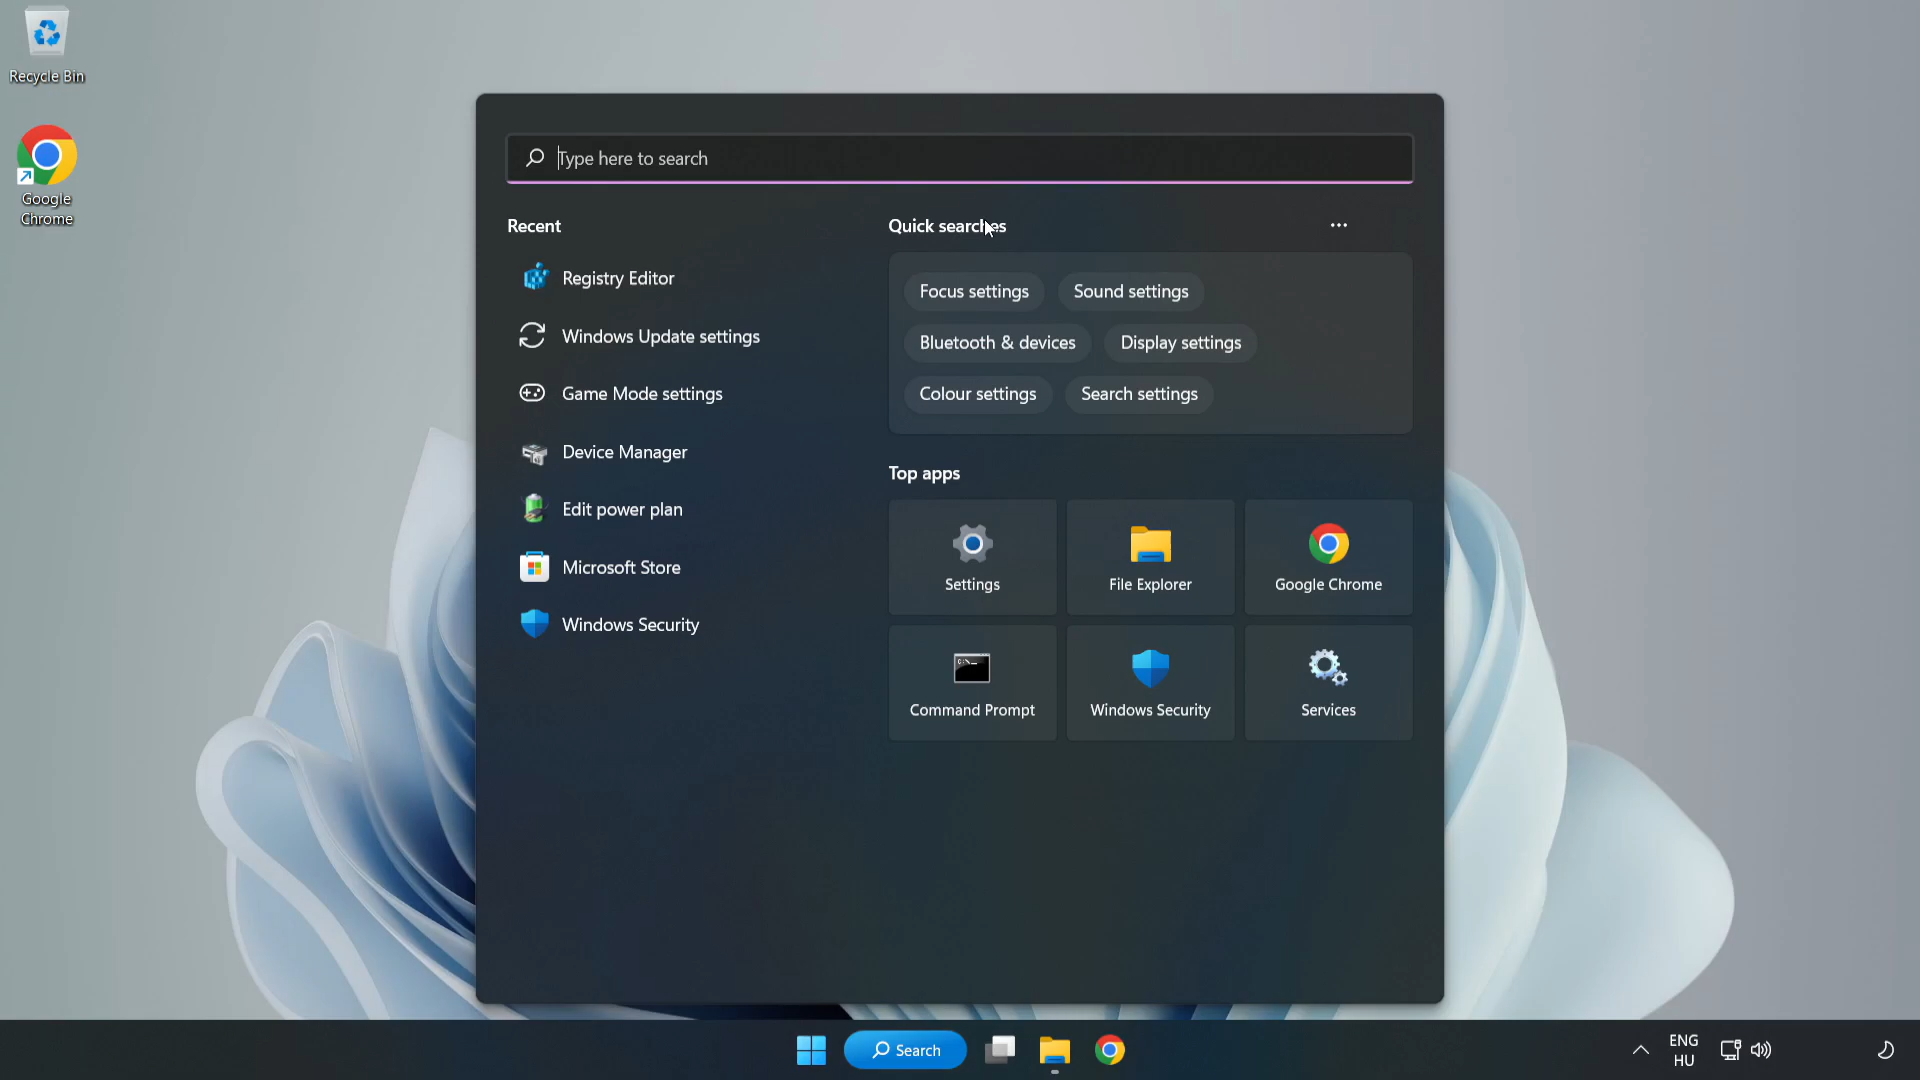 Recycle Bin
Google
Chrome
Type here to search
Recent
Registry Editor
Windows Update settings
Game Mode settings
Device Manager
Edit power plan
Microsoft Store
Windows Security
Quick searches
Focus settings
Sound settings
Bluetooth & devices
Display settings
Colour settings
Search settings
Top apps
Settings
File Explorer
Google Chrome
Command Prompt
Windows Security
Services
Search
ENG
HU